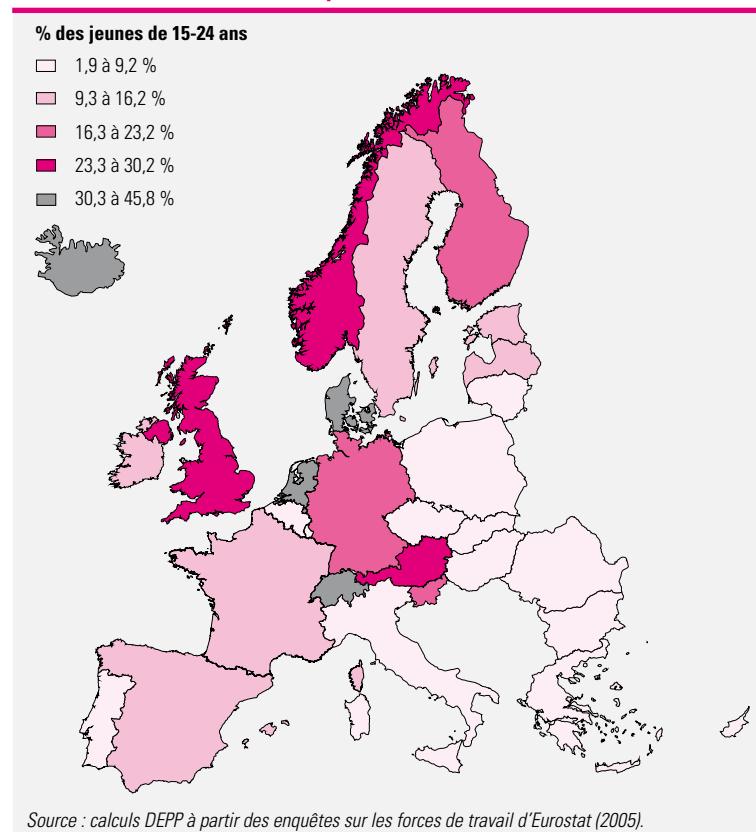 % des jeunes de 15-24 ans
1,9 à 9,2 %
9,3 à 16,2 %
16,3 à 23,2 %
23,3 à 30,2 %
30,3 à 45,8 %
Source : calculs DEPP à partir des enquêtes sur les forces de travail d'Eurostat (2005).